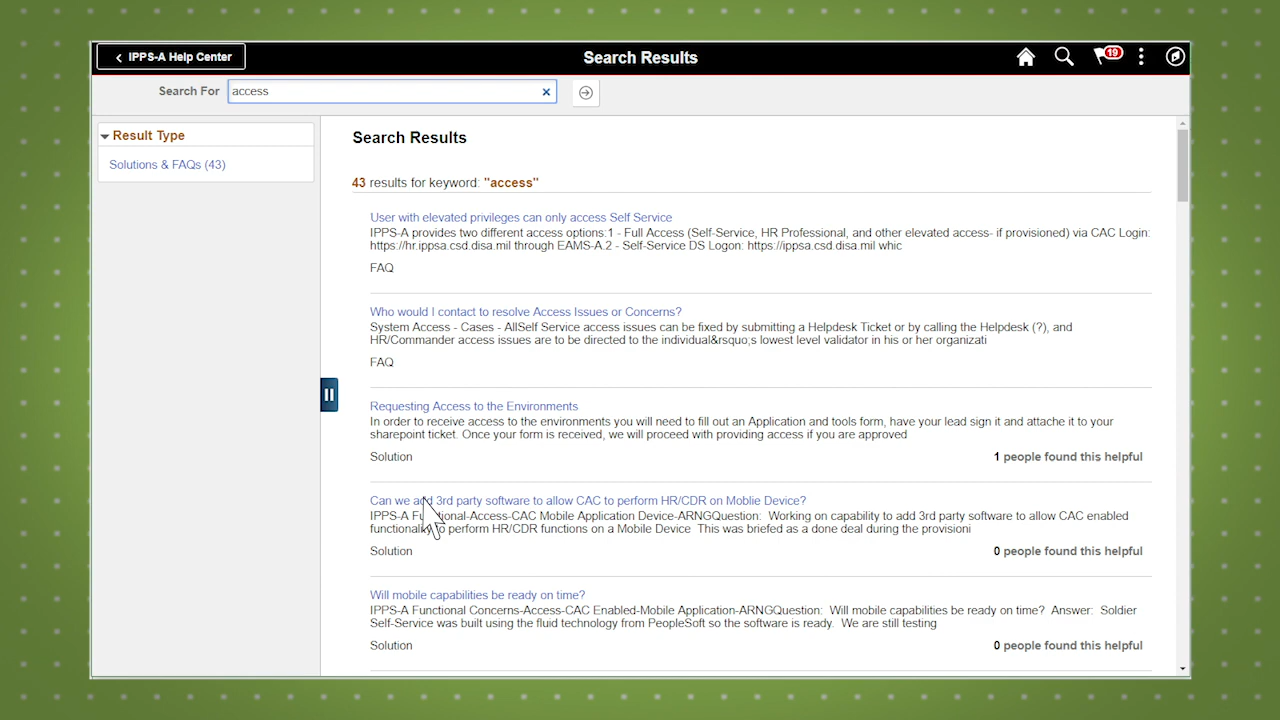 IPPS-A Help Center
Search Results
19
Search For
access
Result Type
Solutions & FAQs (43)
Search Results
43 results for keyword: "access"
User with elevated privileges can only access Self Service
IPPS-A provides two different access options:1 - Full Access (Self-Service, HR Professional, and other elevated access- if provisioned) via CAC Login:
https://hr.ippsa.csd.disa.mil through EAMS-A.2 - Self-Service DS Logon: https://ippsa.csd.disa.mil whic
FAQ
Who would I contact to resolve Access Issues or Concerns?
System Access - Cases - AllSelf Service access issues can be fixed by submitting a Helpdesk Ticket or by calling the Helpdesk (?), and
HR/Commander access issues are to be directed to the individual&rsquo;s lowest level validator in his or her organizati
FAQ
Requesting Access to the Environments
In order to receive access to the environments you will need to fill out an Application and tools form, have your lead sign it and attache it to your
sharepoint ticket. Once your form is received, we will proceed with providing access if you are approved
Solution
1 people found this helpful
Can we add 3rd party software to allow CAC to perform HR/CDR on Moblie Device?
IPPS-A Functional-Access-CAC Mobile Application Device-ARNGQuestion: Working on capability to add 3rd party software to allow CAC enabled
functionality to perform HR/CDR functions on a Mobile Device This was briefed as a done deal during the provisioni
Solution
0 people found this helpful
Will mobile capabilities be ready on time?
IPPS-A Functional Concerns-Access-CAC Enabled-Mobile Application-ARNGQuestion: Will mobile capabilities be ready on time? Answer: Soldier
Self-Service was built using the fluid technology from PeopleSoft so the software is ready. We are still testing
Solution
0 people found this helpful